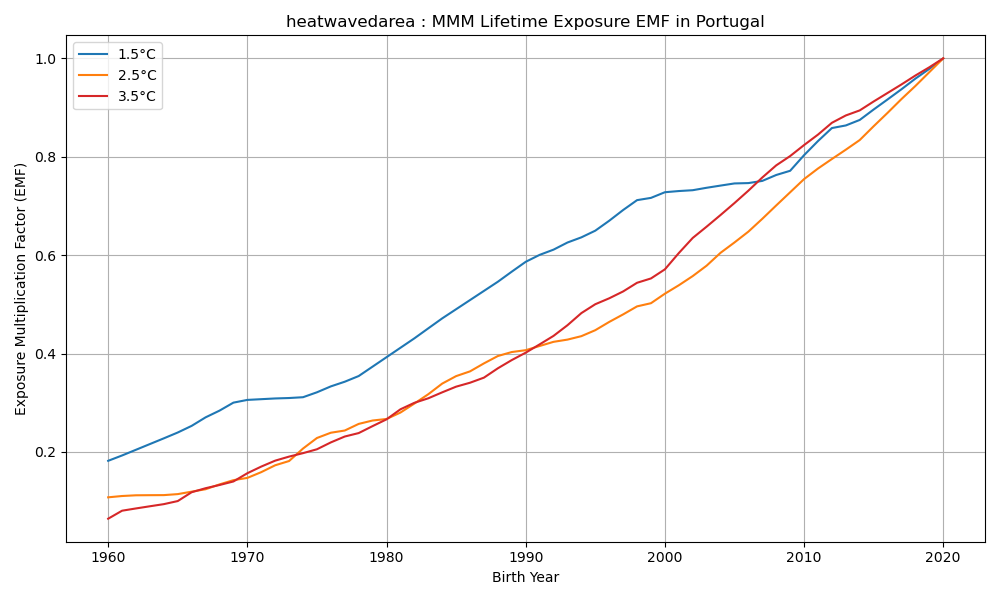 heatwavedarea : MMM Lifetime Exposure EMF in Portugal
1.5°C
2.5°C
3.5°C
Exposure Multiplication Factor (EMF)
1.0
0.8
0.6
0.4
0.2
1960 1970 1980 1990 2000 2010 2020
Birth Year